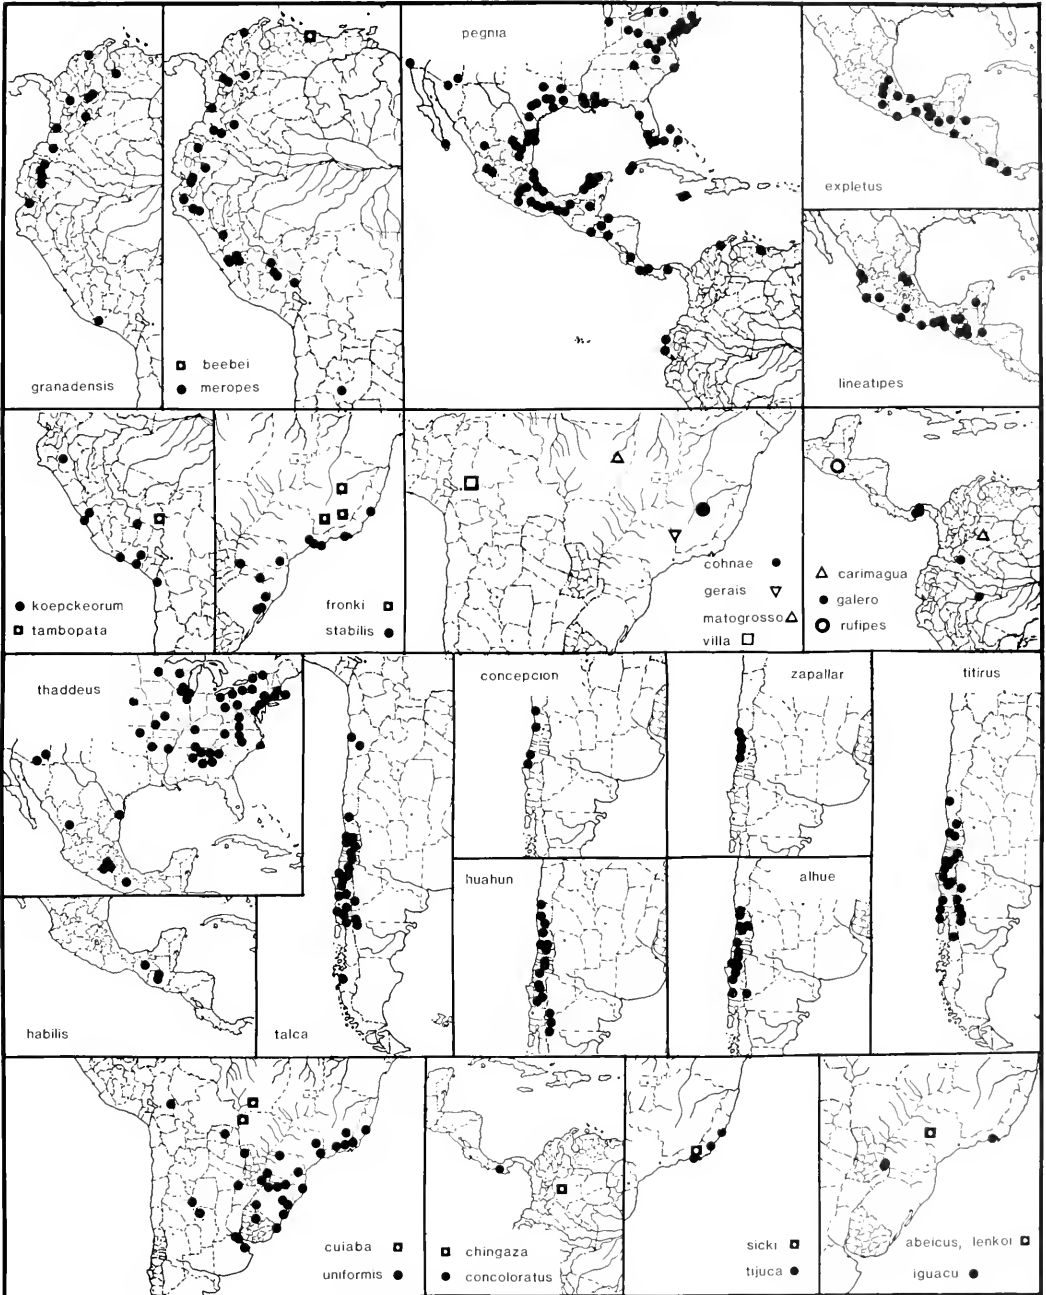 pegnia
expletus
granadensis
beebei
meropes
lineatipes
koepckeorum
tambopata
fronki
stabilis
cohnae
gerais
matogrosso
villa
carimagua
galero
rufipes
thaddeus
concepcion
zapallar
titirus
huahun
alhue
habilis
talca
cuiaba
uniformis
chingaza
concoloratus
sicki
tijuca
abeicus, lenkoi
iguacu